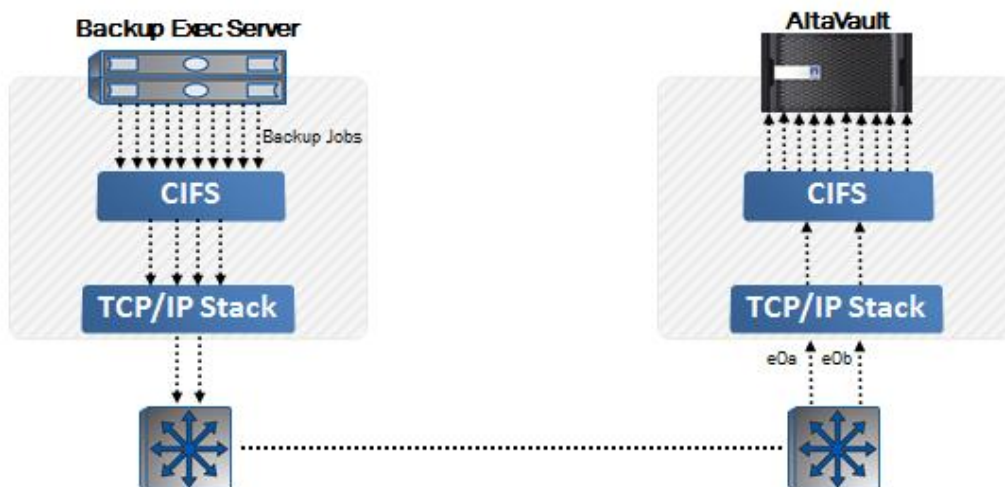 Backup Exec Server
AltaVault
Backup Jobs
CIFS
CIFS
TCP/IP Stack
TCP/IP Stack
e0a
e0b